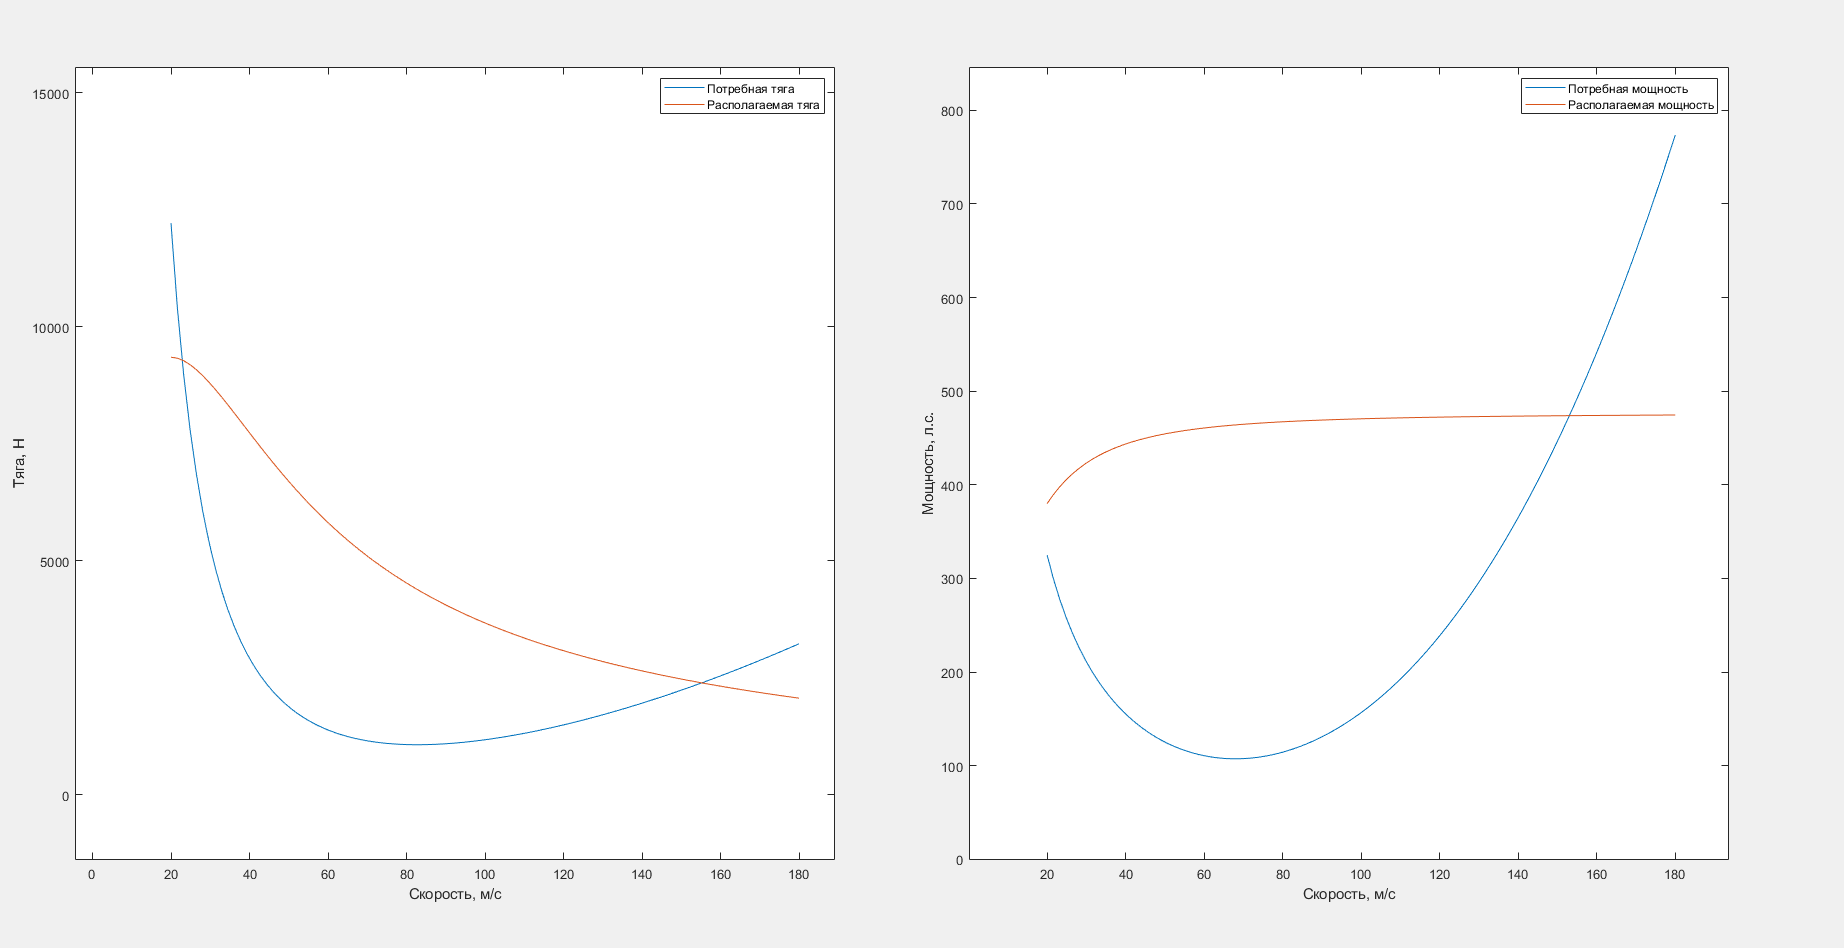 Потребная тяга
Располагаемая тяга
15000
10000
5000
0
Тяга, Н
0 20 40 60 80 100 120 140 160 180
Скорость, м/с
Потребная мощность
Располагаемая мощность
800
700
600
500
400
300
200
100
0
Мощность, л.с.
20 40 60 80 100 120 140 160 180
Скорость, м/с